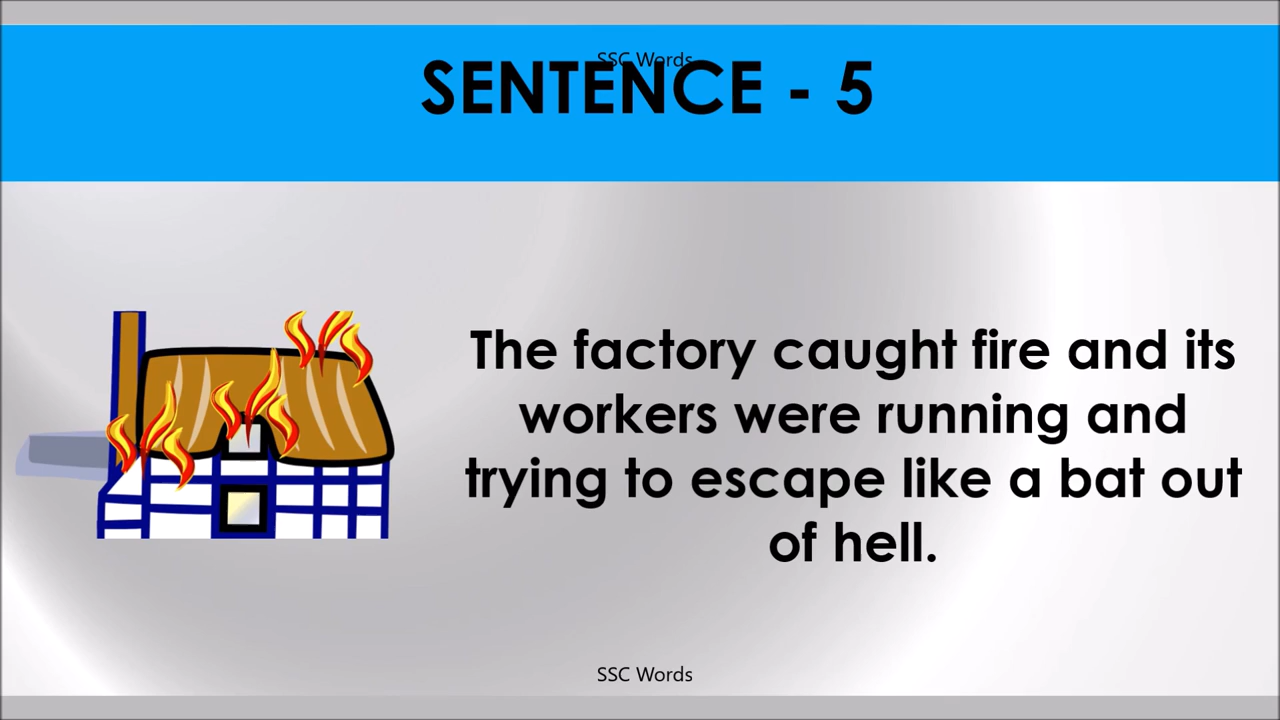 SSC Words
SENTENCE - 5
The factory caught fire and its
workers were running and
trying to escape like a bat out
of hell.
SSC Words